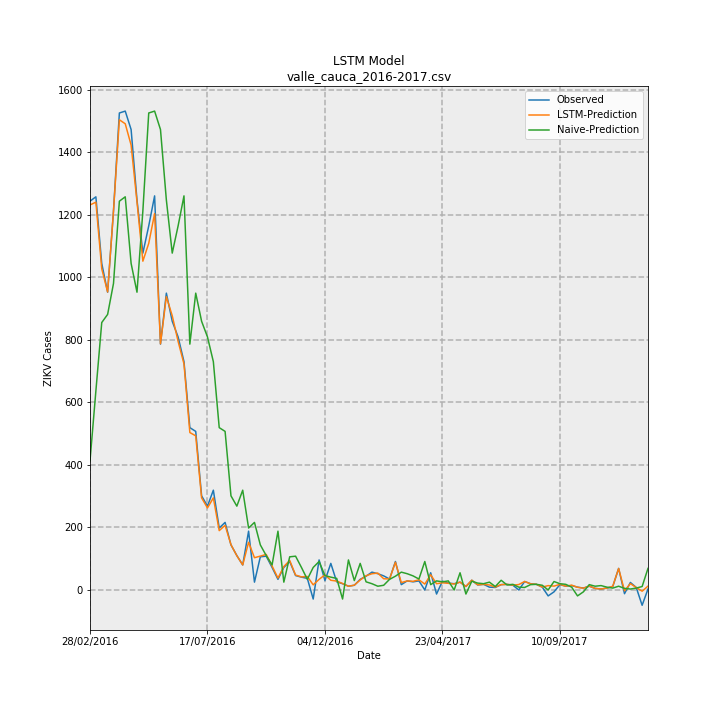 LSTM Model
valle_cauca_2016-2017.csv
Observed
LSTM-Prediction
Naive-Prediction
ZIKV Cases
1600
1400
1200
1000
800
600
400
200
0
28/02/2016
17/07/2016
04/12/2016
23/04/2017
10/09/2017
Date